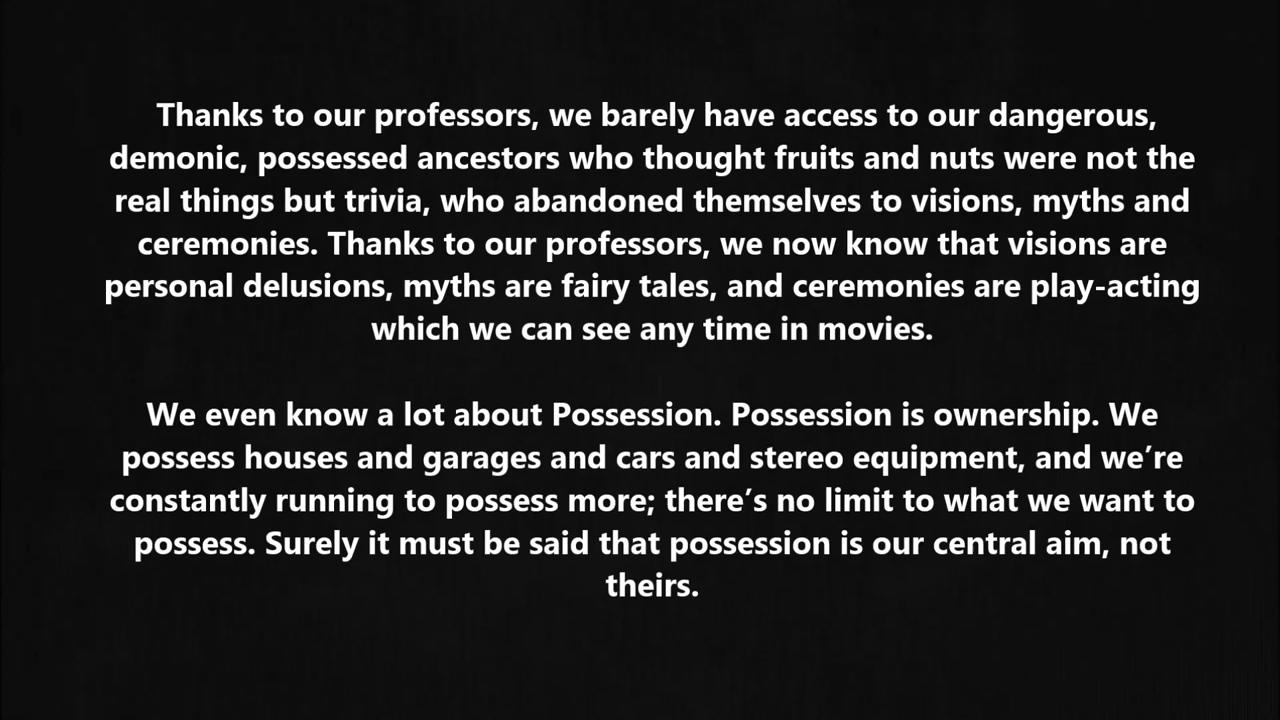 Thanks to our professors, we barely have access to our dangerous,
demonic, possessed ancestors who thought fruits and nuts were not the
real things but trivia, who abandoned themselves to visions, myths and
ceremonies. Thanks to our professors, we now know that visions are
personal delusions, myths are fairy tales, and ceremonies are play-acting
which we can see any time in movies.
We even know a lot about Possession. Possession is ownership. We
possess houses and garages and cars and stereo equipment, and we’re
constantly running to possess more; there’s no limit to what we want to
possess. Surely it must be said that possession is our central aim, not
theirs.